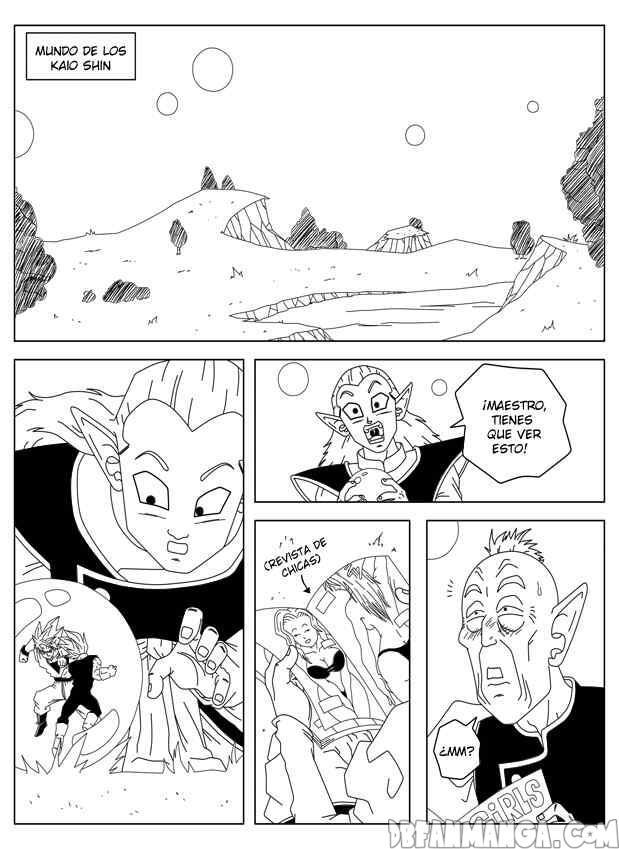 MUNDO DE LOS
KAIO SHIN
¡MAESTRO,
TIENES
QUE VER
ESTO!
(REVISTA DE
CHICAS)
¿MM?
GIRLS
DBFANMANGA.COM